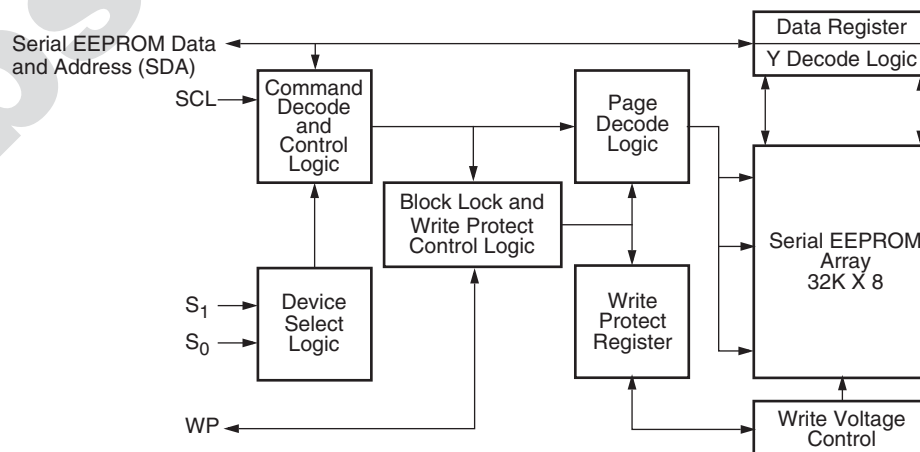 Serial EEPROM Data
and Address (SDA)
SCL
Command
Decode
and
Control
Logic
Page
Decode
Logic
Data Register
Y Decode Logic
Block Lock and
Write Protect
Control Logic
Serial EEPROM
Array
32K X 8
S1
S0
Device
Select
Logic
Write
Protect
Register
WP
Write Voltage
Control